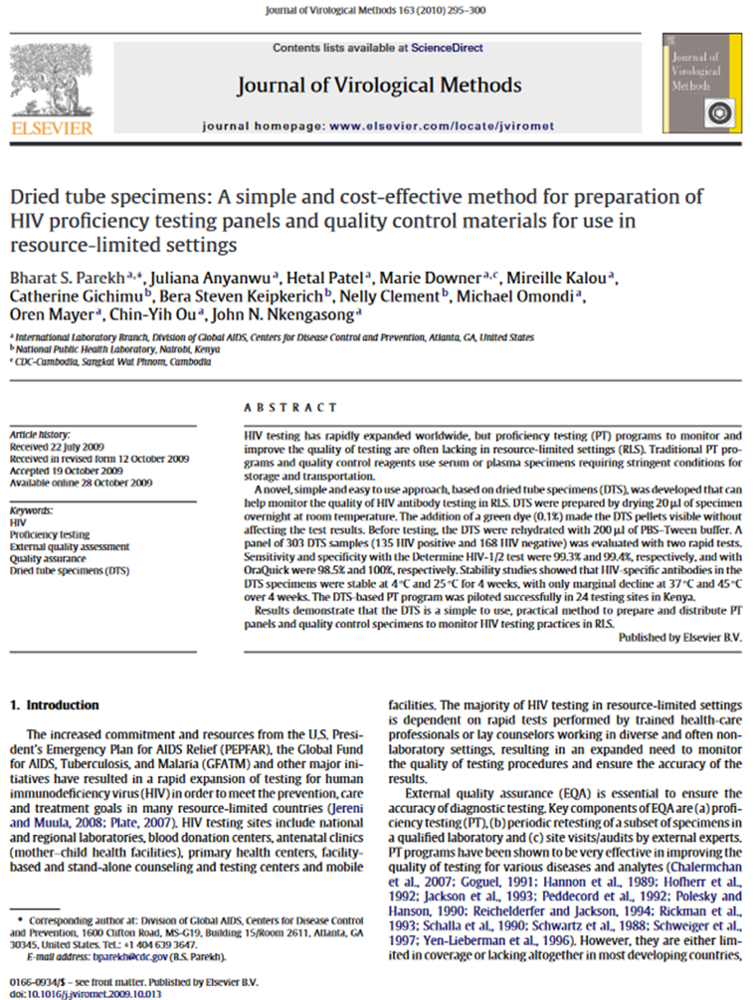 Journal of Virological Methods 163 (2010) 295–300
Contents lists available at ScienceDirect
Journal of Virological Methods
journal homepage: www.elsevier.com/locate/jviromet
ELSEVIER
Journal of
Virological
Methods
Dried tube specimens: A simple and cost-effective method for preparation of
HIV proficiency testing panels and quality control materials for use in
resource-limited settings
Bharat S. Parekh a,*, Juliana Anyanwu a, Hetal Patel a, Marie Downer a,c, Mireille Kalou a,
Catherine Gichimu b, Bera Steven Keipkerich b, Nelly Clement b, Michael Omondi a,
Oren Mayer a, Chin-Yih Ou a, John N. Nkengasong a
a International Laboratory Branch, Division of Global AIDS, Centers for Disease Control and Prevention, Atlanta, GA, United States
b National Public Health Laboratory, Nairobi, Kenya
c CDC-Cambodia, Sangkat Wat Phnom, Cambodia
Article history:
Received 22 July 2009
Received in revised form 12 October 2009
Accepted 19 October 2009
Available online 28 October 2009
Keywords:
HIV
Proficiency testing
External quality assessment
Quality assurance
Dried tube specimens (DTS)
ABSTRACT
HIV testing has rapidly expanded worldwide, but proficiency testing (PT) programs to monitor and
improve the quality of testing are often lacking in resource-limited settings (RLS). Traditional PT pro-
grams and quality control reagents use serum or plasma specimens requiring stringent conditions for
storage and transportation.
A novel, simple and easy to use approach, based on dried tube specimens (DTS), was developed that can
help monitor the quality of HIV antibody testing in RLS. DTS were prepared by drying 20 μl of specimen
overnight at room temperature. The addition of a green dye (0.1%) made the DTS pellets visible without
affecting the test results. Before testing, the DTS were rehydrated with 200 μl of PBS–Tween buffer. A
panel of 303 DTS samples (135 HIV positive and 168 HIV negative) was evaluated with two rapid tests.
Sensitivity and specificity with the Determine HIV-1/2 test were 99.3% and 99.4%, respectively, and with
OraQuick were 98.5% and 100%, respectively. Stability studies showed that HIV-specific antibodies in the
DTS specimens were stable at 4 °C and 25 °C for 4 weeks, with only marginal decline at 37 °C and 45 °C
over 4 weeks. The DTS-based PT program was piloted successfully in 24 testing sites in Kenya.
Results demonstrate that the DTS is a simple to use, practical method to prepare and distribute PT
panels and quality control specimens to monitor HIV testing practices in RLS.
Published by Elsevier B.V.
1. Introduction
The increased commitment and resources from the U.S. Presi-
dent's Emergency Plan for AIDS Relief (PEPFAR), the Global Fund
for AIDS, Tuberculosis, and Malaria (GFATM) and other major ini-
tiatives have resulted in a rapid expansion of testing for human
immunodeficiency virus (HIV) in order to meet the prevention, care
and treatment goals in many resource-limited countries (Jereni
and Muula, 2008; Plate, 2007). HIV testing sites include national
and regional laboratories, blood donation centers, antenatal clinics
(mother–child health facilities), primary health centers, facility-
based and stand-alone counseling and testing centers and mobile
* Corresponding author at: Division of Global AIDS, Centers for Disease Control
and Prevention, 1600 Clifton Road, MS-G19, Building 15/Room 2611, Atlanta, GA
30345, United States. Tel.: +1 404 639 3647.
E-mail address: bparekh@cdc.gov (B.S. Parekh).
facilities. The majority of HIV testing in resource-limited settings
is dependent on rapid tests performed by trained health-care
professionals or lay counselors working in diverse and often non-
laboratory settings, resulting in an expanded need to monitor
the quality of testing procedures and ensure the accuracy of the
results.
External quality assurance (EQA) is essential to ensure the
accuracy of diagnostic testing. Key components of EQA are (a) profi-
ciency testing (PT), (b) periodic retesting of a subset of specimens in
a qualified laboratory and (c) site visits/audits by external experts.
PT programs have been shown to be very effective in improving the
quality of testing for various diseases and analytes (Chalermchan
et al., 2007; Goguel, 1991; Hannon et al., 1989; Hofherr et al.,
1992; Jackson et al., 1993; Peddecord et al., 1992; Polesky and
Hanson, 1990; Reichelderfer and Jackson, 1994; Rickman et al.,
1993; Schalla et al., 1990; Schwartz et al., 1988; Schweiger et al.,
1997; Yen-Lieberman et al., 1996). However, they are either lim-
ited in coverage or lacking altogether in most developing countries,
0166-0934/$ – see front matter. Published by Elsevier B.V.
doi:10.1016/j.jviromet.2009.10.013